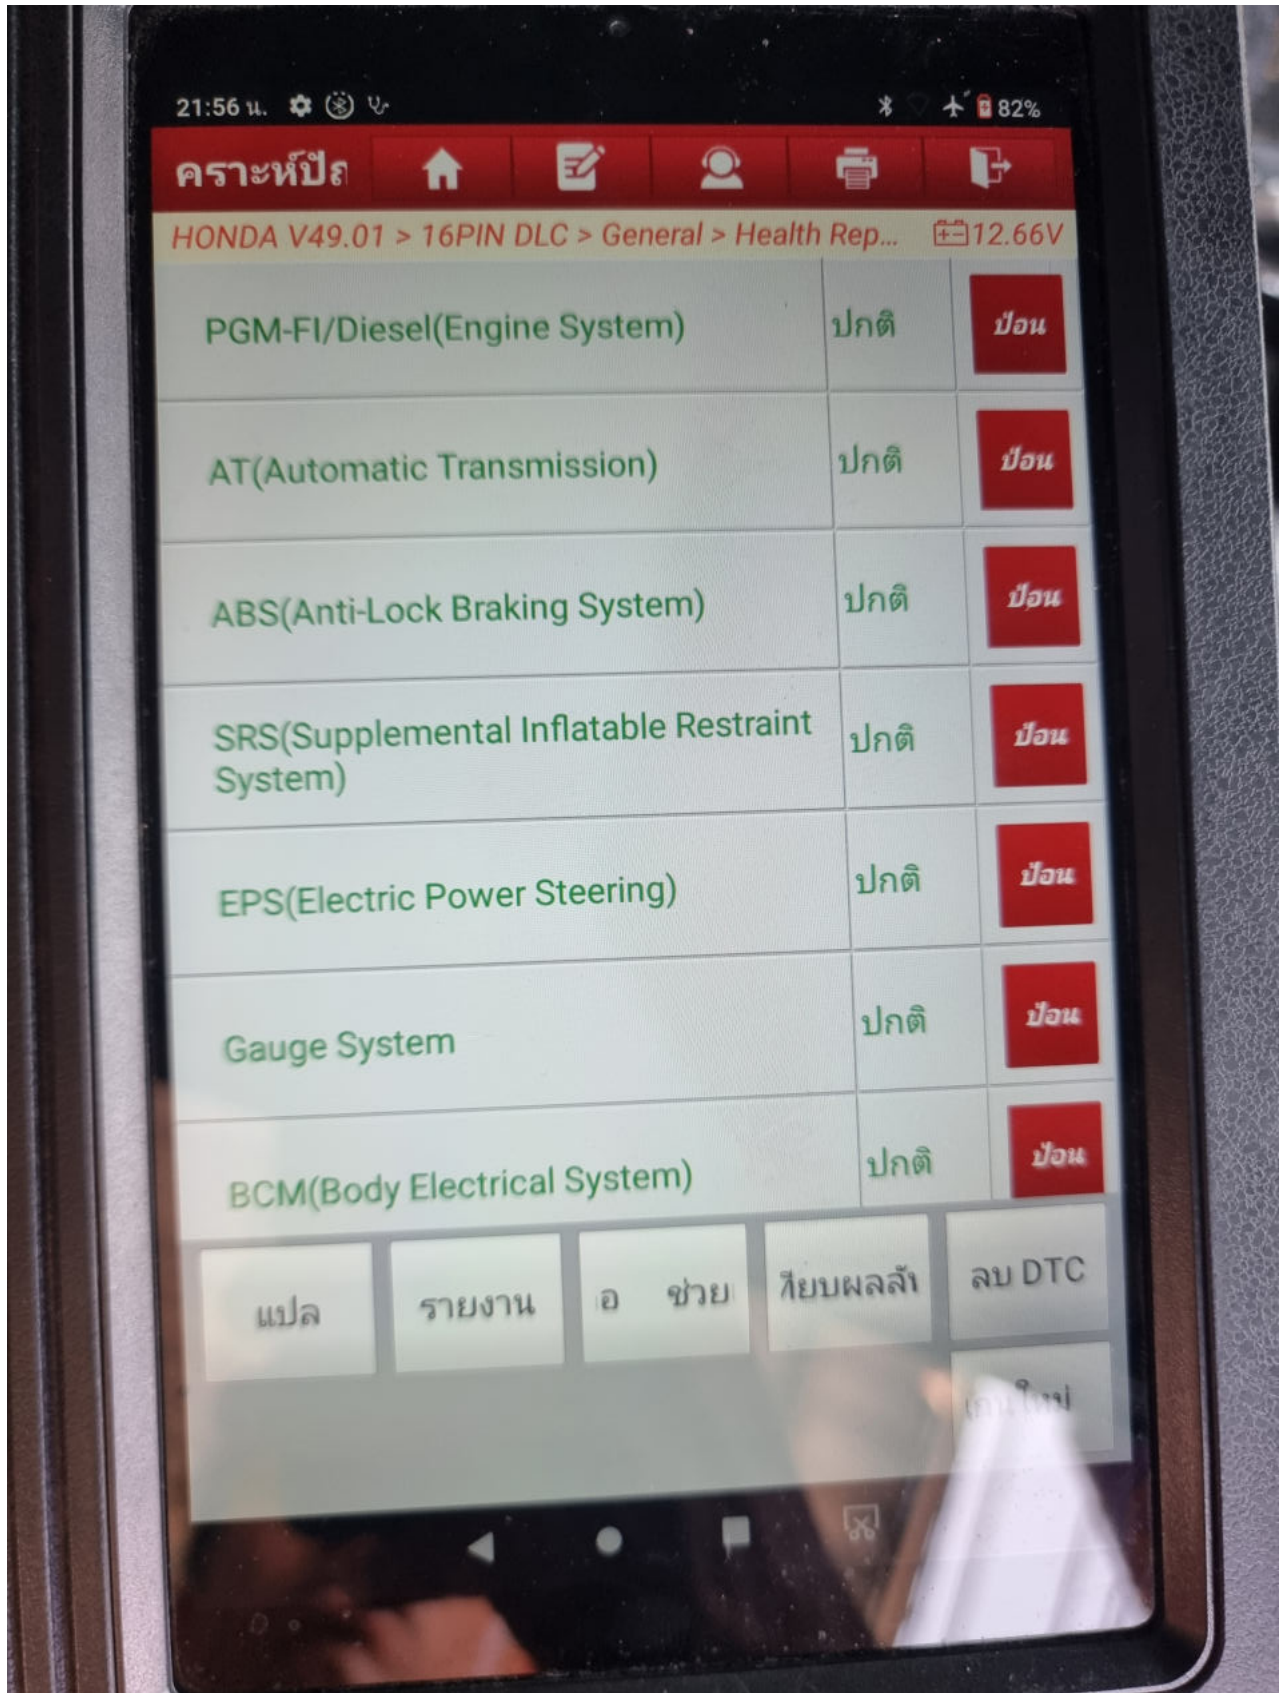 21:56 น. 82%
คราะห์ปัญ
HONDA V49.01 > 16PIN DLC > General > Health Rep... 12.66V
PGM-FI/Diesel(Engine System) ปกติ ป้อน
AT(Automatic Transmission) ปกติ ป้อน
ABS(Anti-Lock Braking System) ปกติ ป้อน
SRS(Supplemental Inflatable Restraint
System) ปกติ ป้อน
EPS(Electric Power Steering) ปกติ ป้อน
Gauge System ปกติ ป้อน
BCM(Body Electrical System) ปกติ ป้อน
แปล รายงาน อ ช่วย ลบ DTC